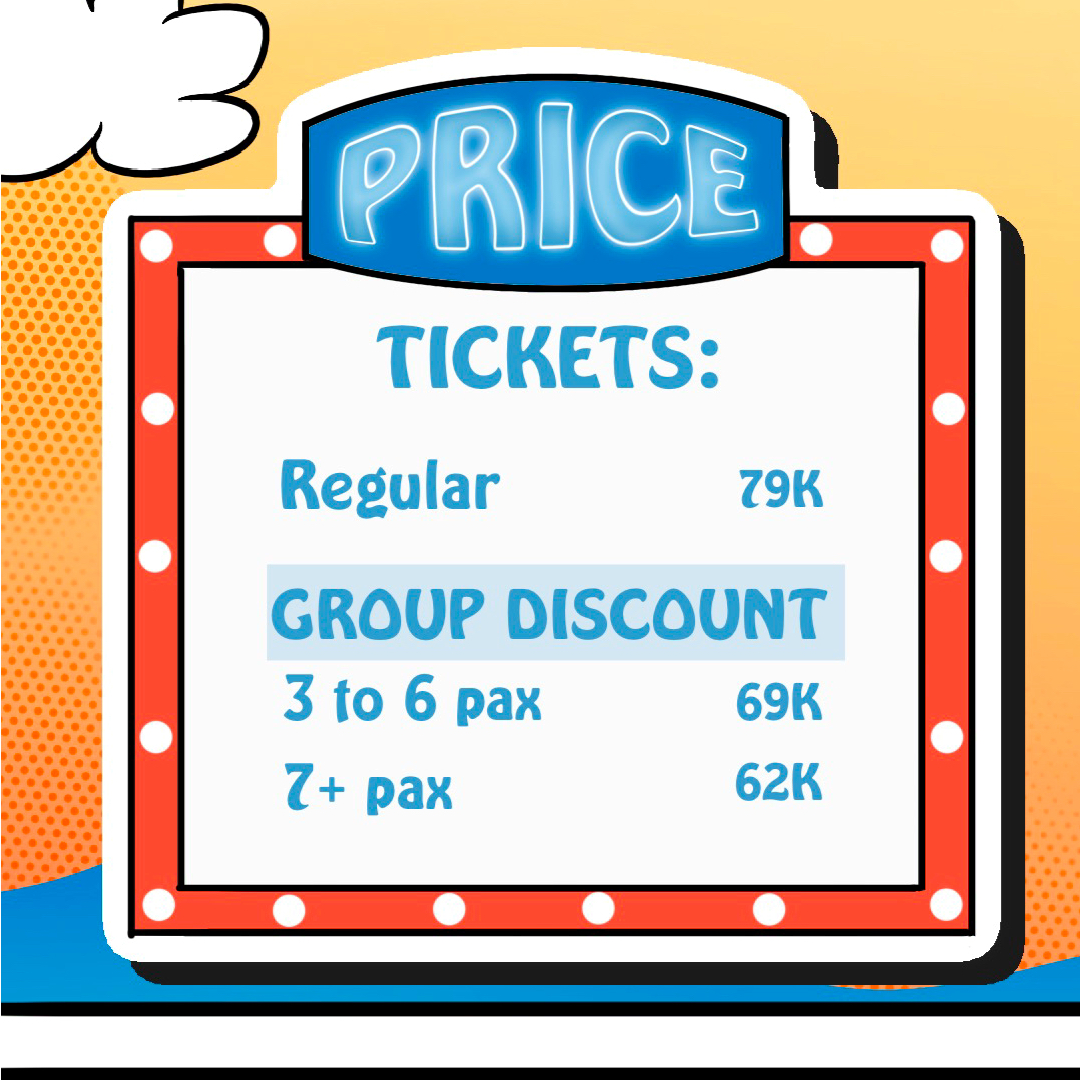 PRICE
TICKETS:
Regular 79K
GROUP DISCOUNT
3 to 6 pax 69K
7+ pax 62K